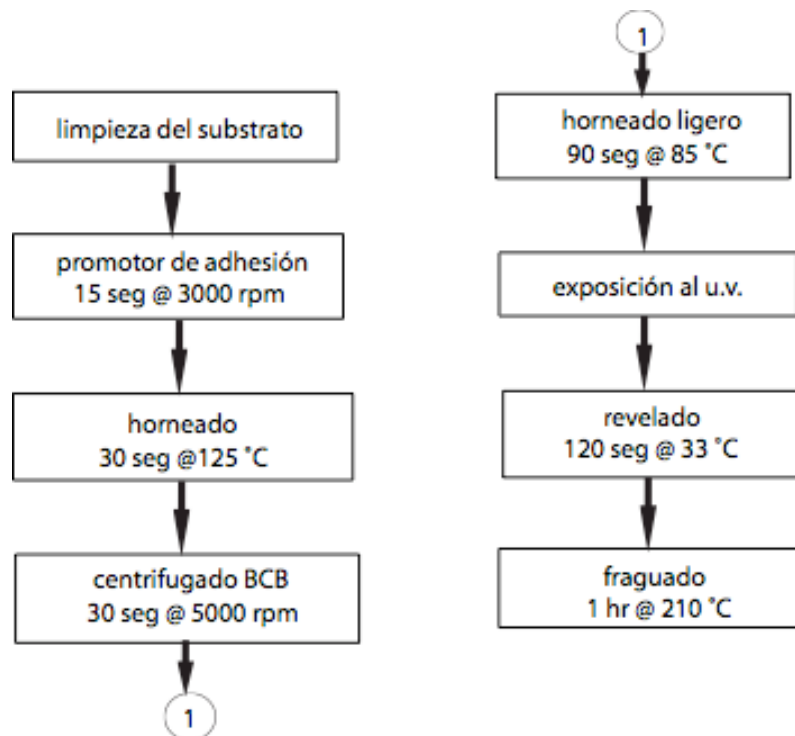 limpieza del substrato
promotor de adhesión
15 seg @ 3000 rpm
horneado
30 seg @125 ˚C
centrifugado BCB
30 seg @ 5000 rpm
1
1
horneado ligero
90 seg @ 85 ˚C
exposición al u.v.
revelado
120 seg @ 33 ˚C
fraguado
1 hr @ 210 ˚C